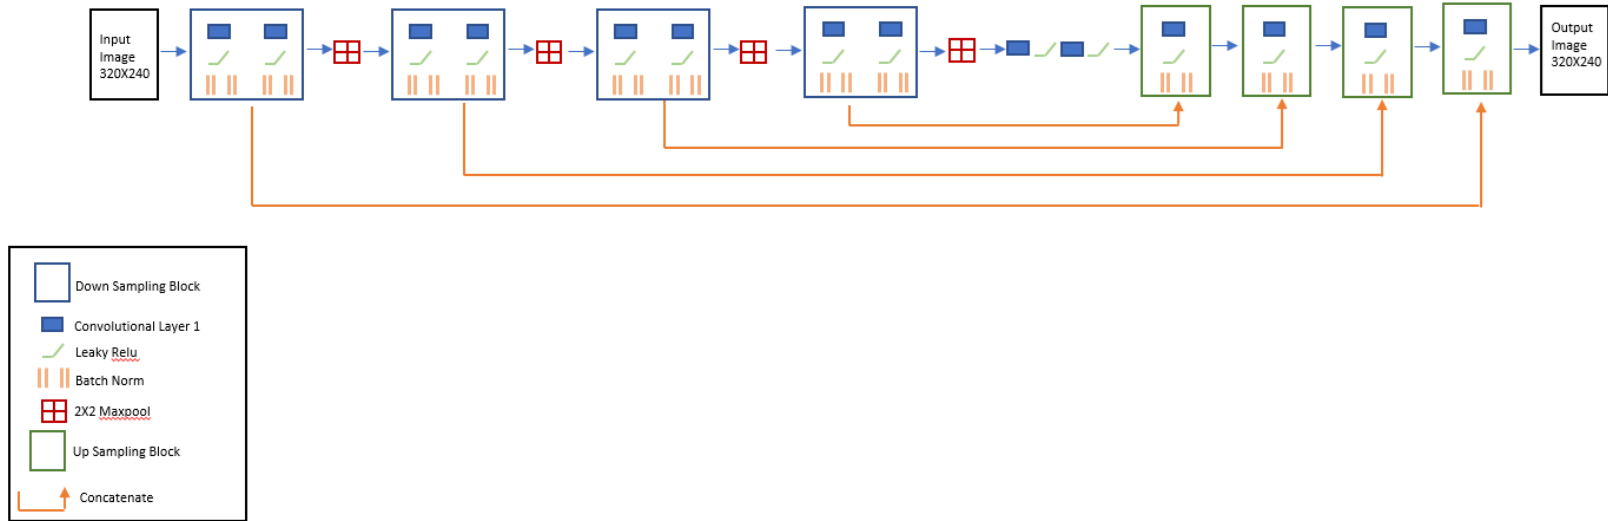 Input
Image
320X240
Output
Image
320X240
Down Sampling Block
Convolutional Layer 1
Leaky Relu
Batch Norm
2X2 Maxpool
Up Sampling Block
Concatenate